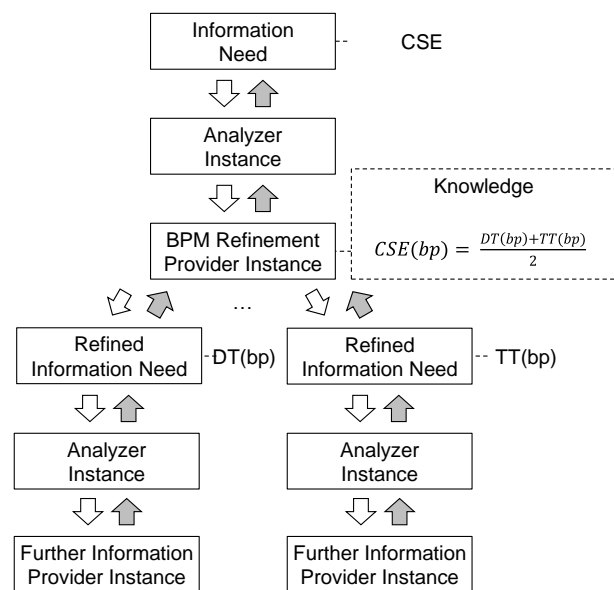 Information
Need
CSE
Analyzer
Instance
Knowledge
BPM Refinement
Provider Instance
CSE(bp) = DT(bp)+TT(bp)
2
...
Refined
Information Need
DT(bp)
Refined
Information Need
TT(bp)
Analyzer
Instance
Analyzer
Instance
Further Information
Provider Instance
Further Information
Provider Instance